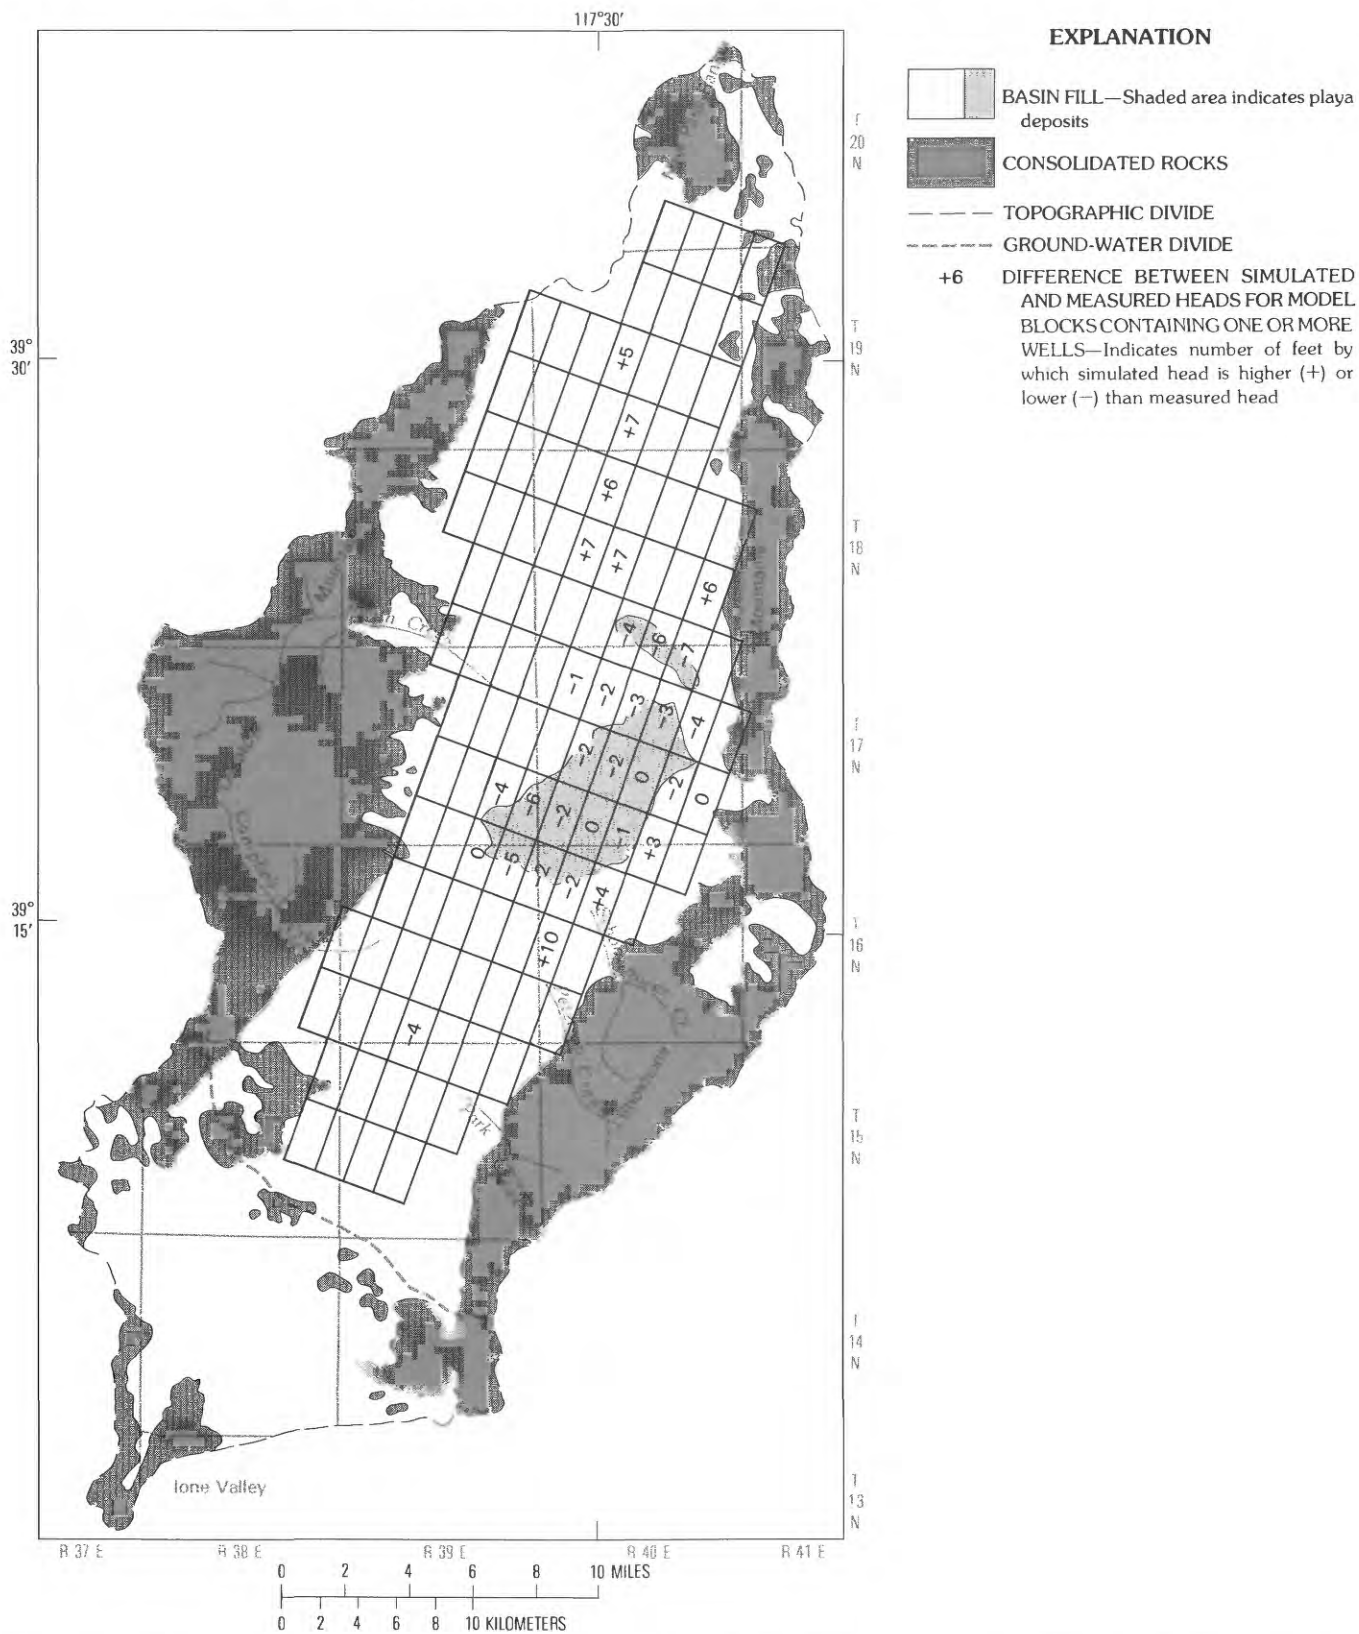 117°30'
EXPLANATION
BASIN FILL—Shaded area indicates playa
deposits
CONSOLIDATED ROCKS
TOPOGRAPHIC DIVIDE
GROUND-WATER DIVIDE
+6 DIFFERENCE BETWEEN SIMULATED
AND MEASURED HEADS FOR MODEL
BLOCKS CONTAINING ONE OR MORE
WELLS—Indicates number of feet by
which simulated head is higher (+) or
lower (−) than measured head
T
20
N
39°
30'
T
19
N
+5
+7
+6
T
18
N
+7
+7
+6
Mountains
−4
−6
−7
−1
−2
−3
−3
−4
T
17
N
−2
−2
0
−2
0
−4
−6
−2
0
−1
+3
0
−5
−2
−2
+4
39°
15'
T
16
N
+10
−4
Park
T
15
N
T
14
N
Ione Valley
T
13
N
R 37 E R 38 E R 39 E R 40 E R 41 E
0 2 4 6 8 10 MILES
0 2 4 6 8 10 KILOMETERS